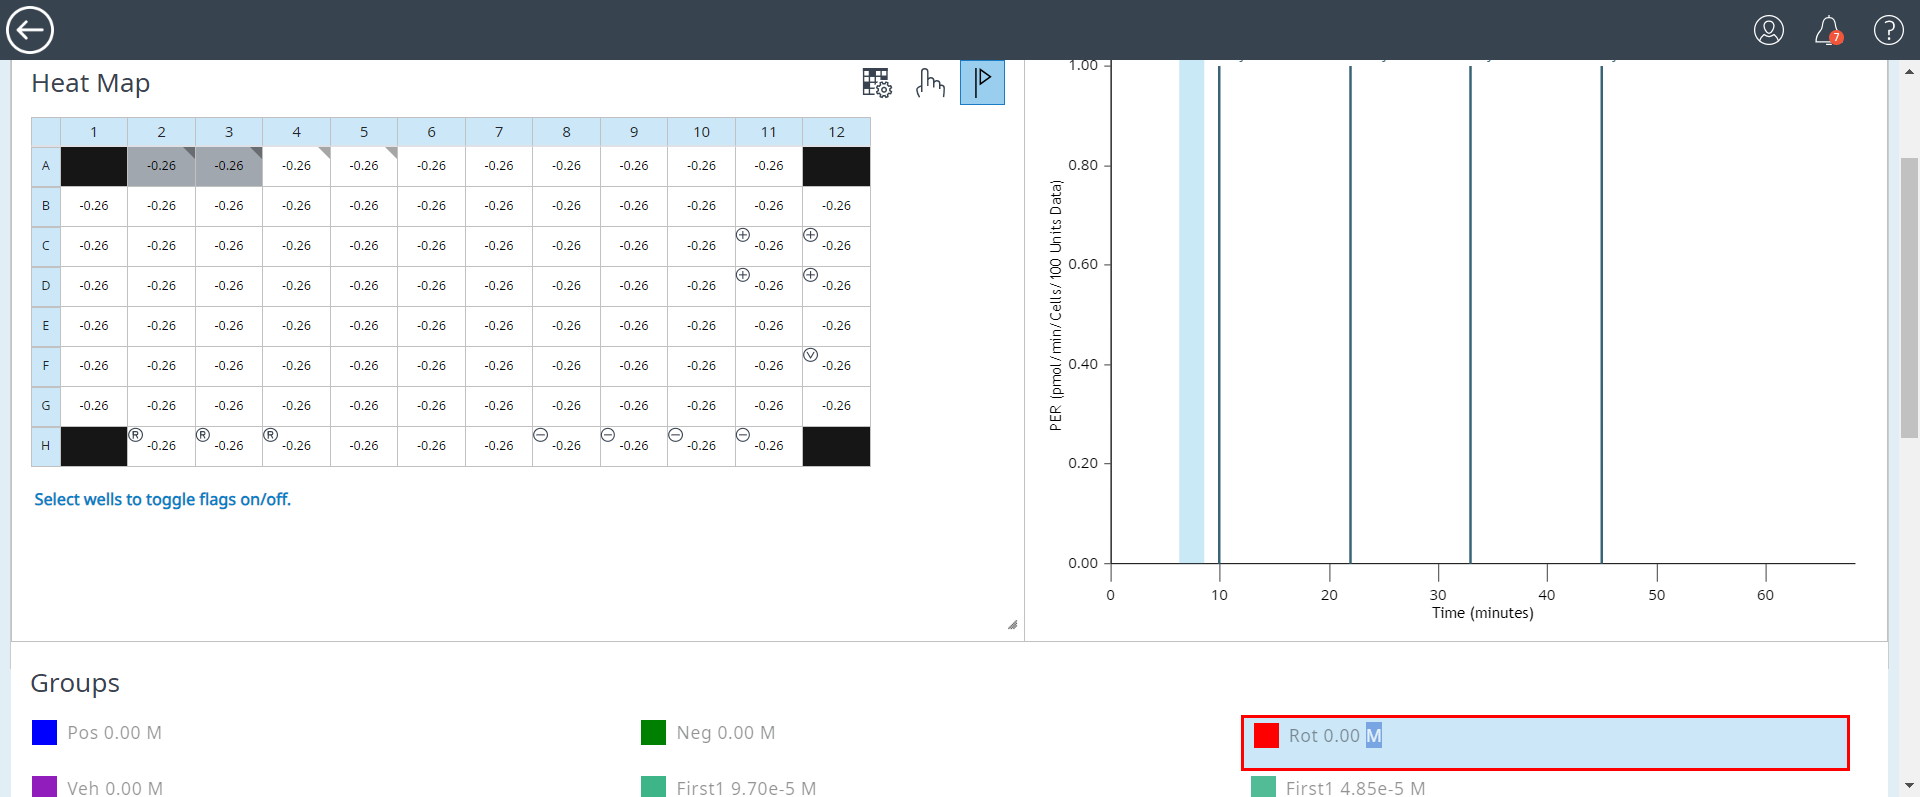 7
?
Heat Map
1 2 3 4 5 6 7 8 9 10 11 12
A -0.26 -0.26 -0.26 -0.26 -0.26 -0.26 -0.26 -0.26 -0.26 -0.26
B -0.26 -0.26 -0.26 -0.26 -0.26 -0.26 -0.26 -0.26 -0.26 -0.26 -0.26 -0.26
C -0.26 -0.26 -0.26 -0.26 -0.26 -0.26 -0.26 -0.26 -0.26 -0.26 -0.26 -0.26
D -0.26 -0.26 -0.26 -0.26 -0.26 -0.26 -0.26 -0.26 -0.26 -0.26 -0.26 -0.26
E -0.26 -0.26 -0.26 -0.26 -0.26 -0.26 -0.26 -0.26 -0.26 -0.26 -0.26 -0.26
F -0.26 -0.26 -0.26 -0.26 -0.26 -0.26 -0.26 -0.26 -0.26 -0.26 -0.26 V -0.26
G -0.26 -0.26 -0.26 -0.26 -0.26 -0.26 -0.26 -0.26 -0.26 -0.26 -0.26 -0.26
H R -0.26 R -0.26 R -0.26 -0.26 -0.26 -0.26 -0.26 -0.26 -0.26 -0.26
Select wells to toggle flags on/off.
PER (pmol/min/Cells/100 Units Data)
1.00
0.80
0.60
0.40
0.20
0.00
0 10 20 30 40 50 60
Time (minutes)
Groups
Pos 0.00 M
Neg 0.00 M
Rot 0.00 M
Veh 0.00 M
First1 9.70e-5 M
First1 4.85e-5 M